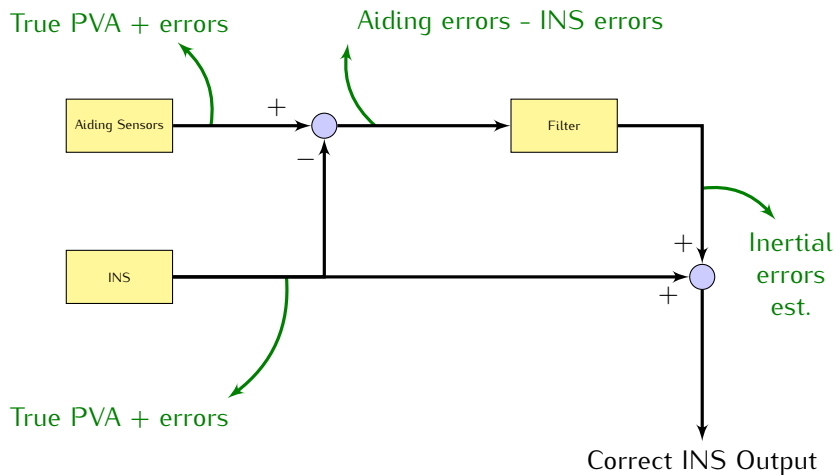 True PVA + errors
Aiding errors - INS errors
Aiding Sensors
+
−
Filter
INS
+
+
Inertial
errors
est.
True PVA + errors
Correct INS Output